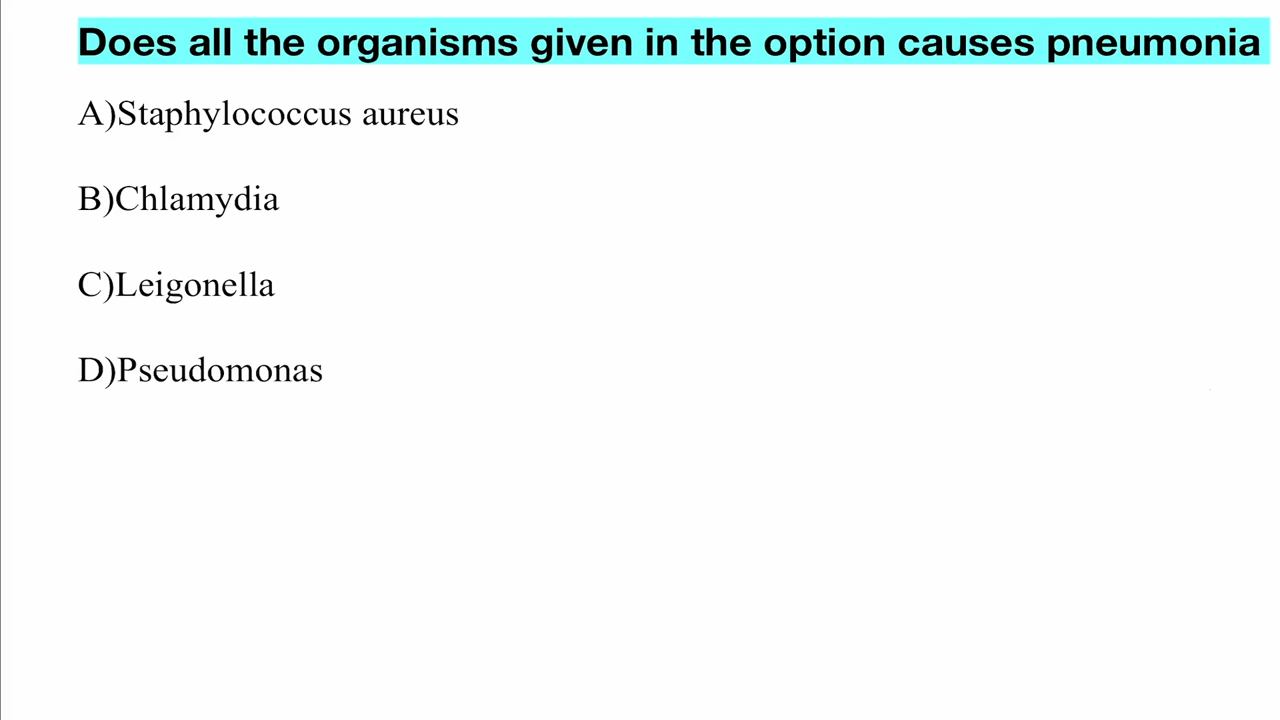 Does all the organisms given in the option causes pneumonia
A)Staphylococcus aureus
B)Chlamydia
C)Leigonella
D)Pseudomonas